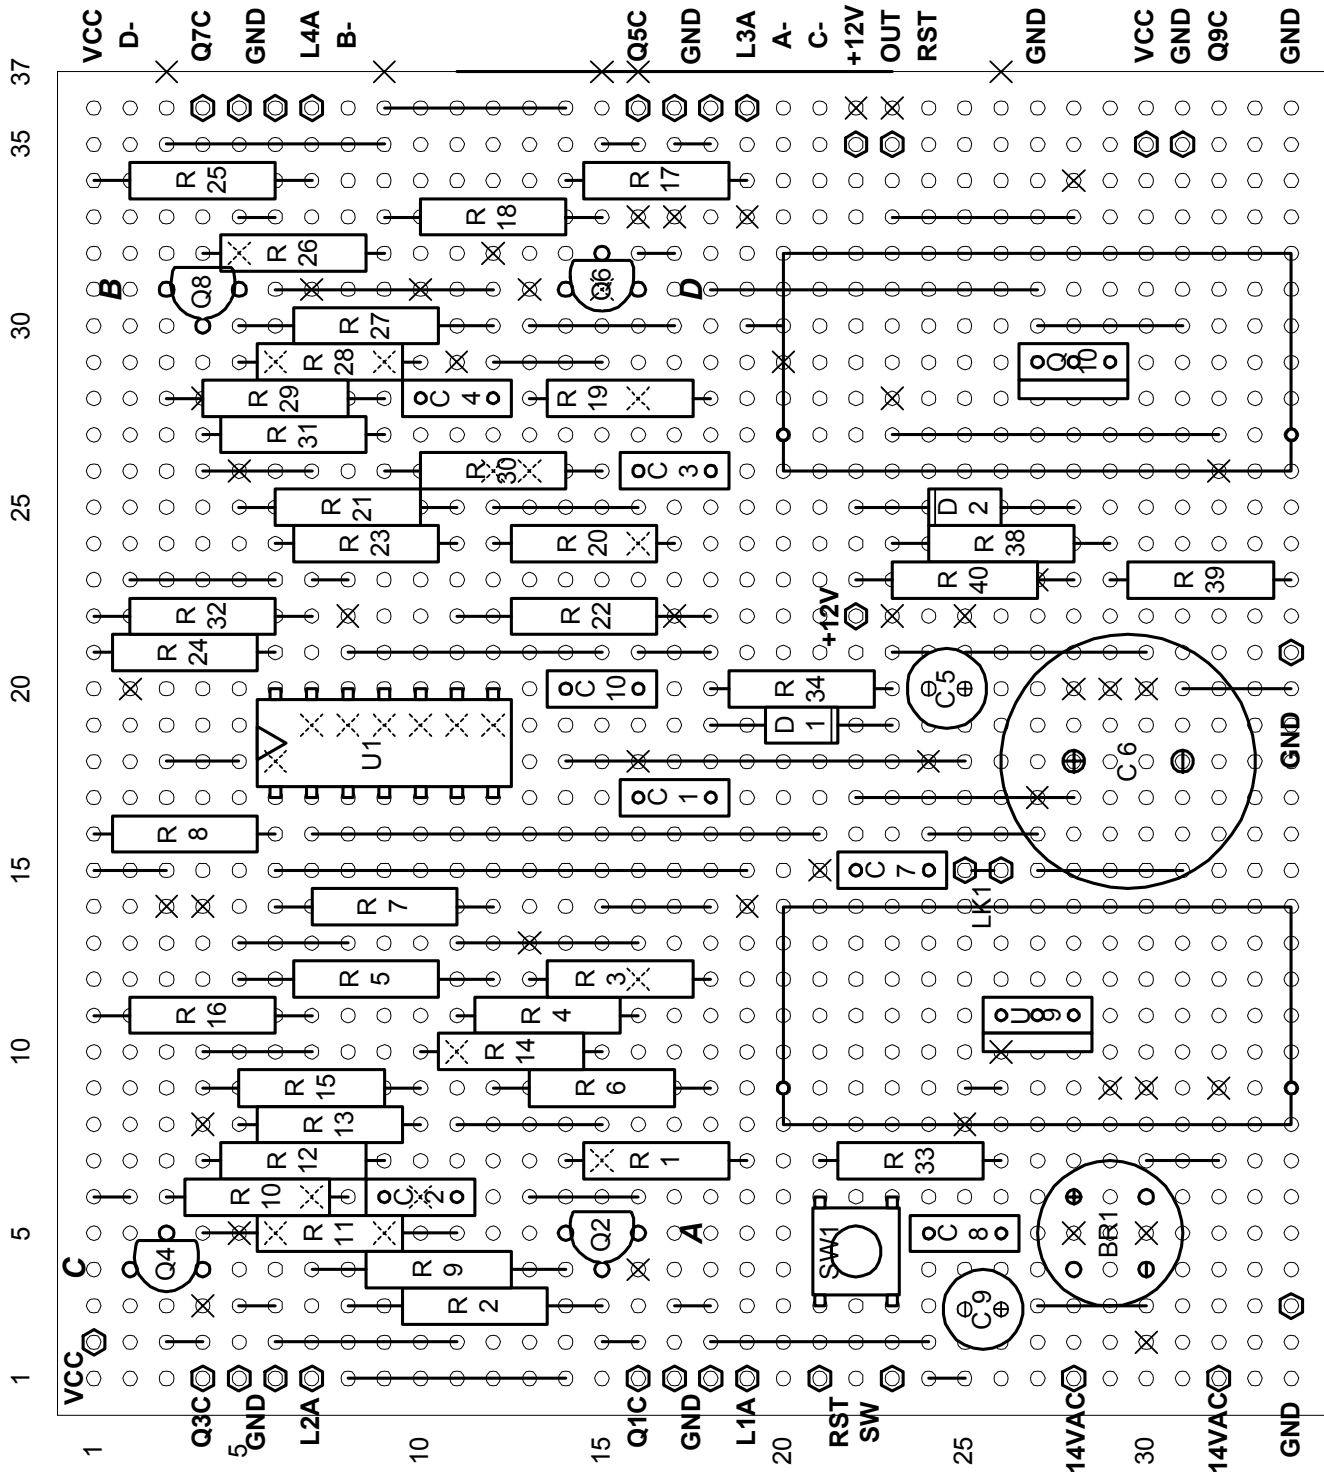 VCC
D-
Q7C
GND
L4A
B-
Q5C
GND
L3A
A-
C-
+12V
OUT
RST
GND
VCC
GND
Q9C
GND
37
35
R 25
R 17
R 18
R 26
B
Q8
Q6
D
30
R 27
R 28
Q 10
R 29
C 4
R 19
R 31
R 30
C 3
25
R 21
D 2
R 23
R 20
R 38
R 40
R 39
R 32
R 22
+12V
R 24
20
C 10
R 34
C5
U1
D 1
GND
C 6
C 1
R 8
15
C 7
LK1
R 7
R 5
R 3
R 16
R 4
U 9
10
R 14
R 15
R 6
R 13
R 12
R 1
R 33
R 10
C 2
5
R 11
Q2
A
SW1
C 8
BR1
C
Q4
R 9
R 2
C9
VCC
1
Q3C
GND
L2A
Q1C
GND
L1A
RST
SW
14VAC
14VAC
GND
1
5
10
15
20
25
30